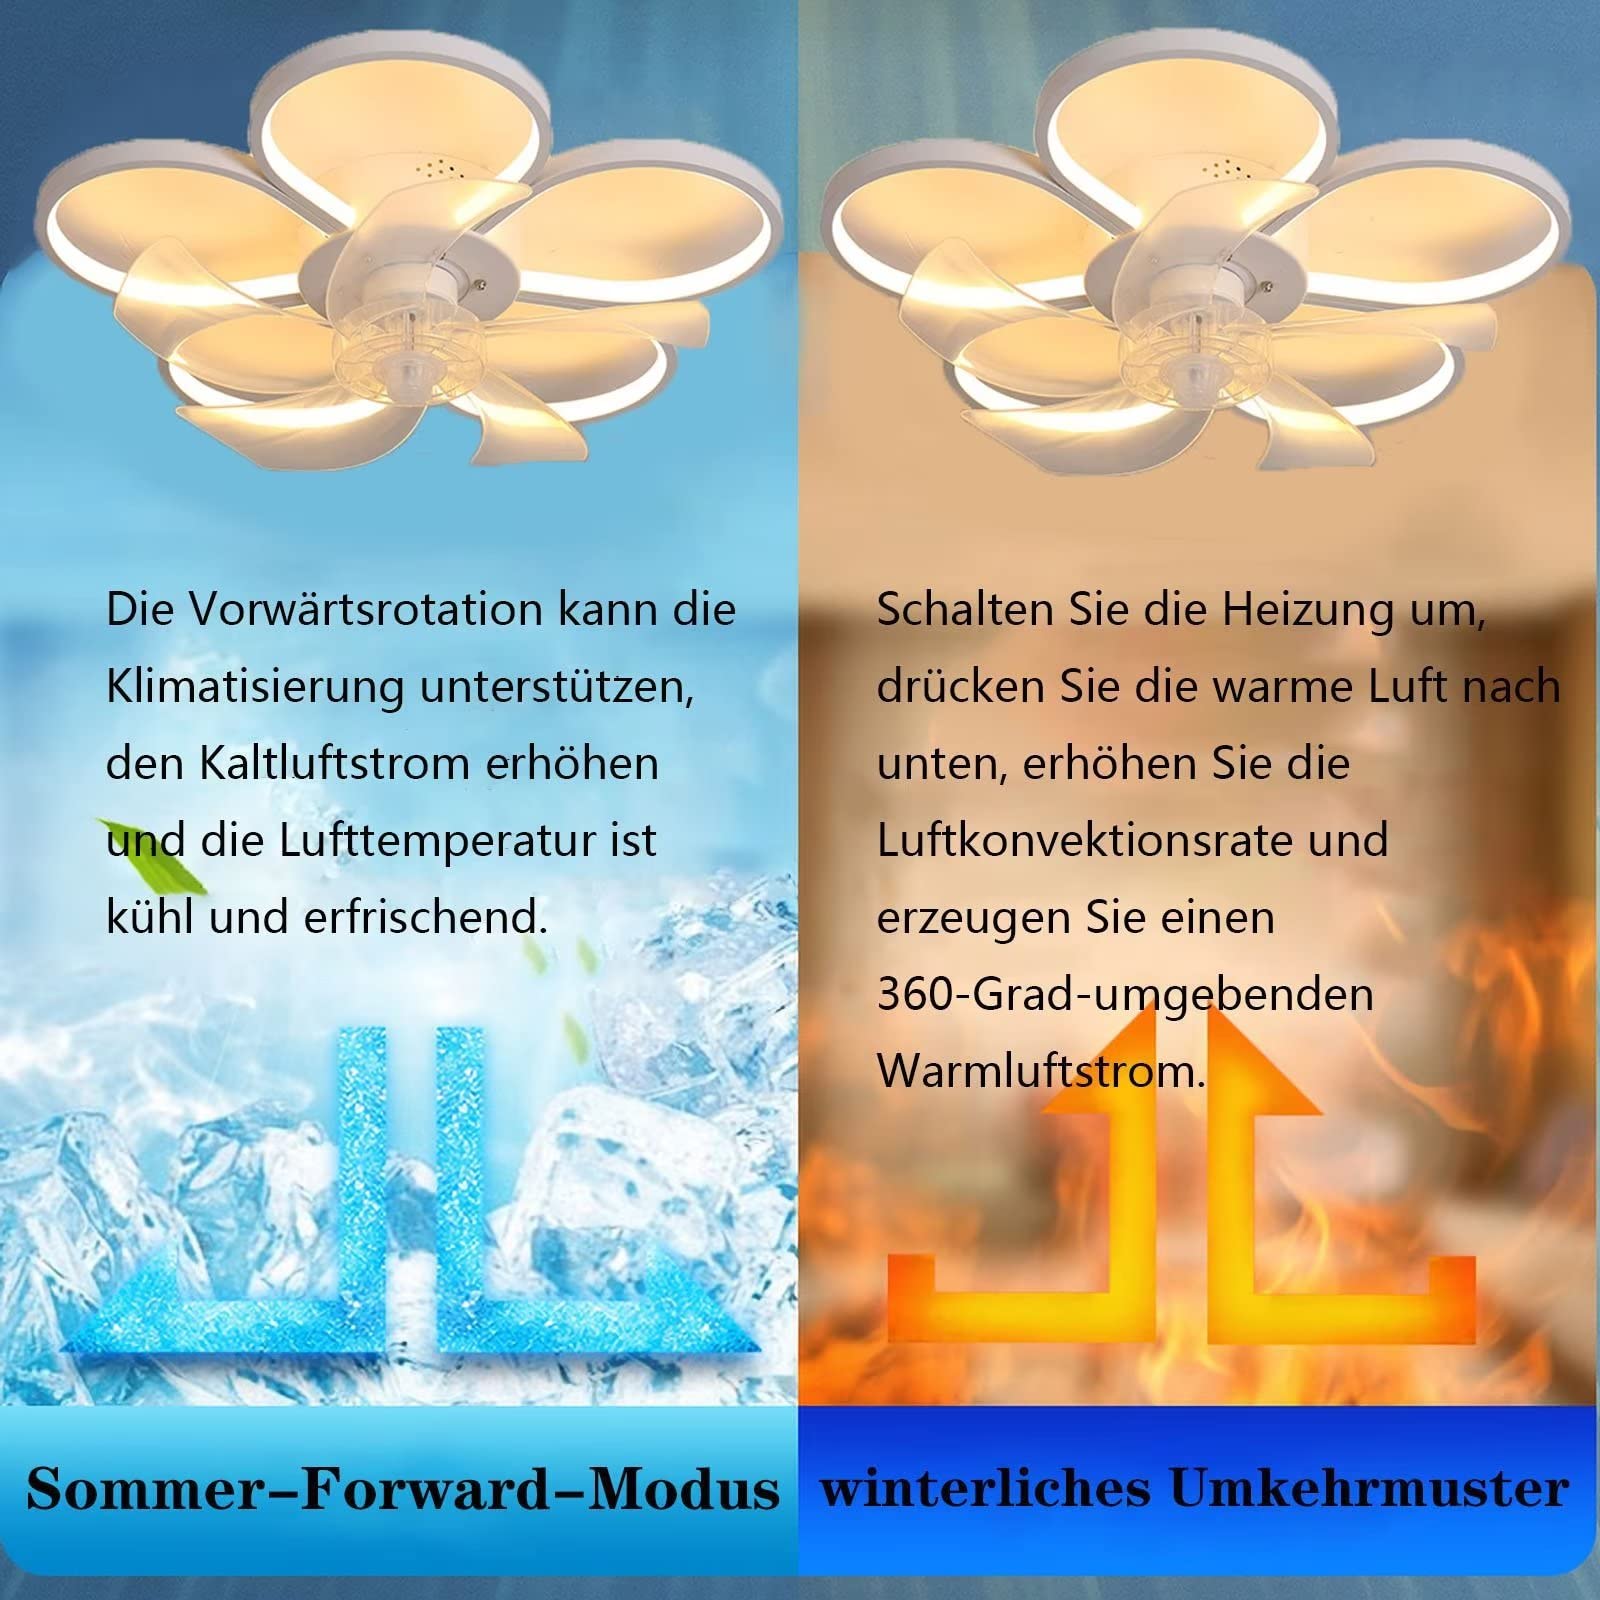 Die Vorwärtsrotation kann die
Klimatisierung unterstützen,
den Kaltluftstrom erhöhen
und die Lufttemperatur ist
kühl und erfrischend.
Sommer-Forward-Modus
Schalten Sie die Heizung um,
drücken Sie die warme Luft nach
unten, erhöhen Sie die
Luftkonvektionsrate und
erzeugen Sie einen
360-Grad-umgebenden
Warmluftstrom.
winterliches Umkehrmuster